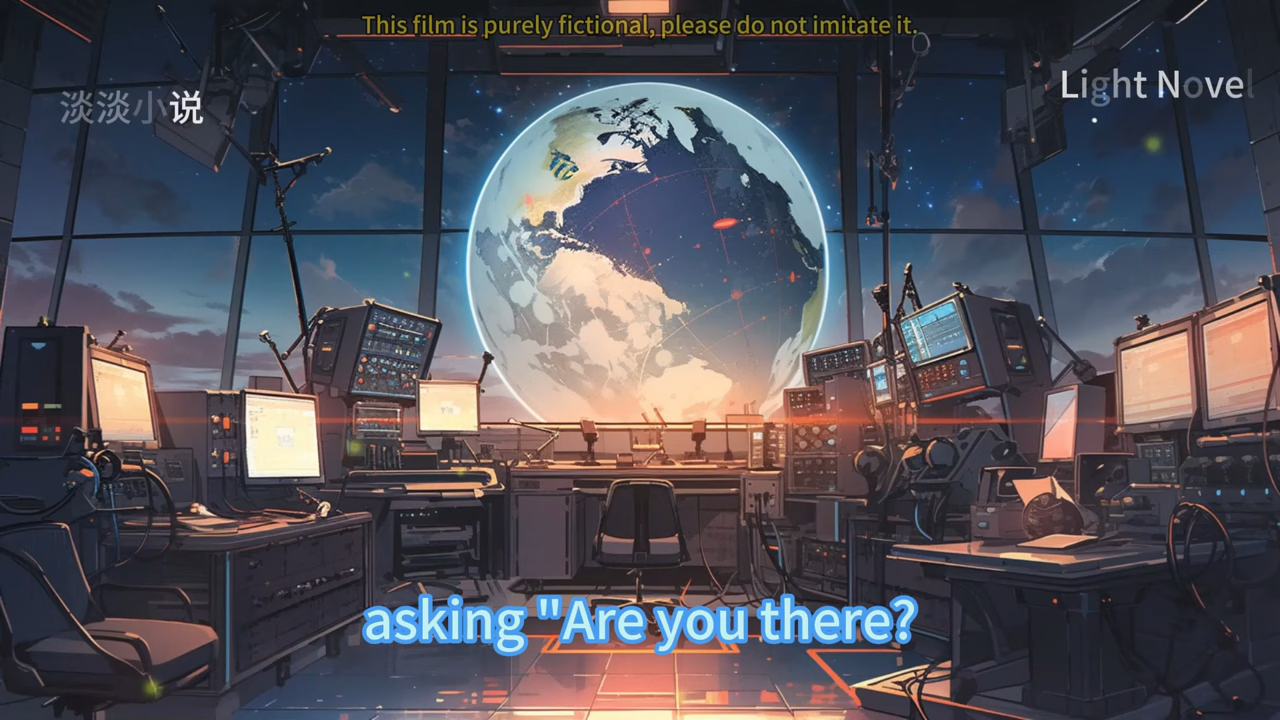 This film is purely fictional, please do not imitate it.
淡淡小说
Light Novel
asking "Are you there?